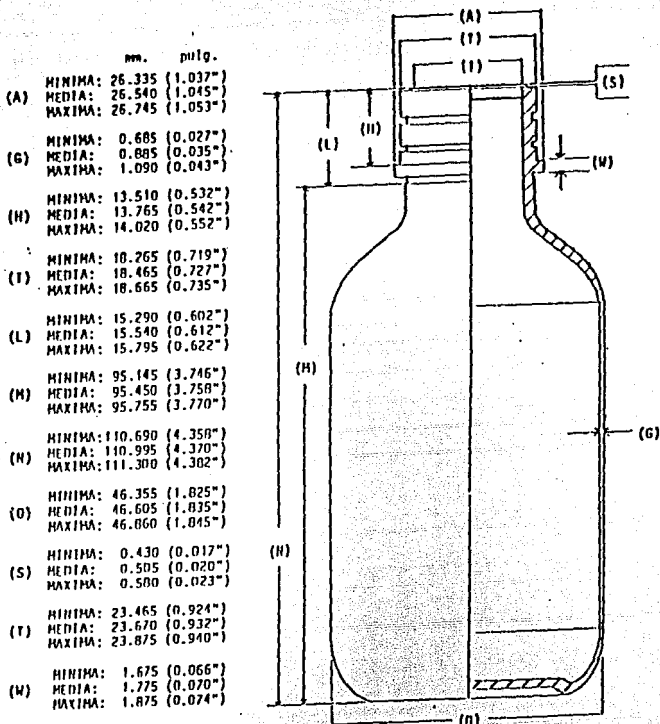 mm. pulg.
(A) MINIMA: 26.335 (1.037")
MEDIA: 26.540 (1.045")
MAXIMA: 26.745 (1.053")
(G) MINIMA: 0.685 (0.027")
MEDIA: 0.885 (0.035")
MAXIMA: 1.090 (0.043")
(H) MINIMA: 13.510 (0.532")
MEDIA: 13.765 (0.542")
MAXIMA: 14.020 (0.552")
(I) MINIMA: 18.265 (0.719")
MEDIA: 18.465 (0.727")
MAXIMA: 18.665 (0.735")
(L) MINIMA: 15.290 (0.602")
MEDIA: 15.540 (0.612")
MAXIMA: 15.795 (0.622")
(M) MINIMA: 95.145 (3.746")
MEDIA: 95.450 (3.758")
MAXIMA: 95.755 (3.770")
(N) MINIMA: 110.690 (4.358")
MEDIA: 110.995 (4.370")
MAXIMA: 111.300 (4.382")
(O) MINIMA: 46.355 (1.825")
MEDIA: 46.605 (1.835")
MAXIMA: 46.860 (1.845")
(S) MINIMA: 0.430 (0.017")
MEDIA: 0.505 (0.020")
MAXIMA: 0.580 (0.023")
(T) MINIMA: 23.465 (0.924")
MEDIA: 23.670 (0.932")
MAXIMA: 23.875 (0.940")
(W) MINIMA: 1.675 (0.066")
MEDIA: 1.775 (0.070")
MAXIMA: 1.875 (0.074")
(A)
(T)
(I)
(S)
(H)
(L)
(W)
(M)
(G)
(N)
(O)